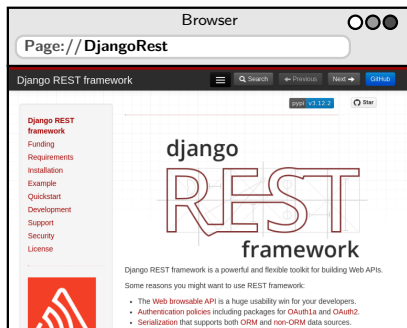 Browser
Page://DjangoRest
Django REST framework
Search
Previous
Next
GitHub
pypi v3.12.2
Star
Django REST
framework
Funding
Requirements
Installation
Example
Quickstart
Development
Support
Security
License
django
REST
framework
Django REST framework is a powerful and flexible toolkit for building Web APIs.
Some reasons you might want to use REST framework:
• The Web browsable API is a huge usability win for your developers.
• Authentication policies including packages for OAuth1a and OAuth2.
• Serialization that supports both ORM and non-ORM data sources.